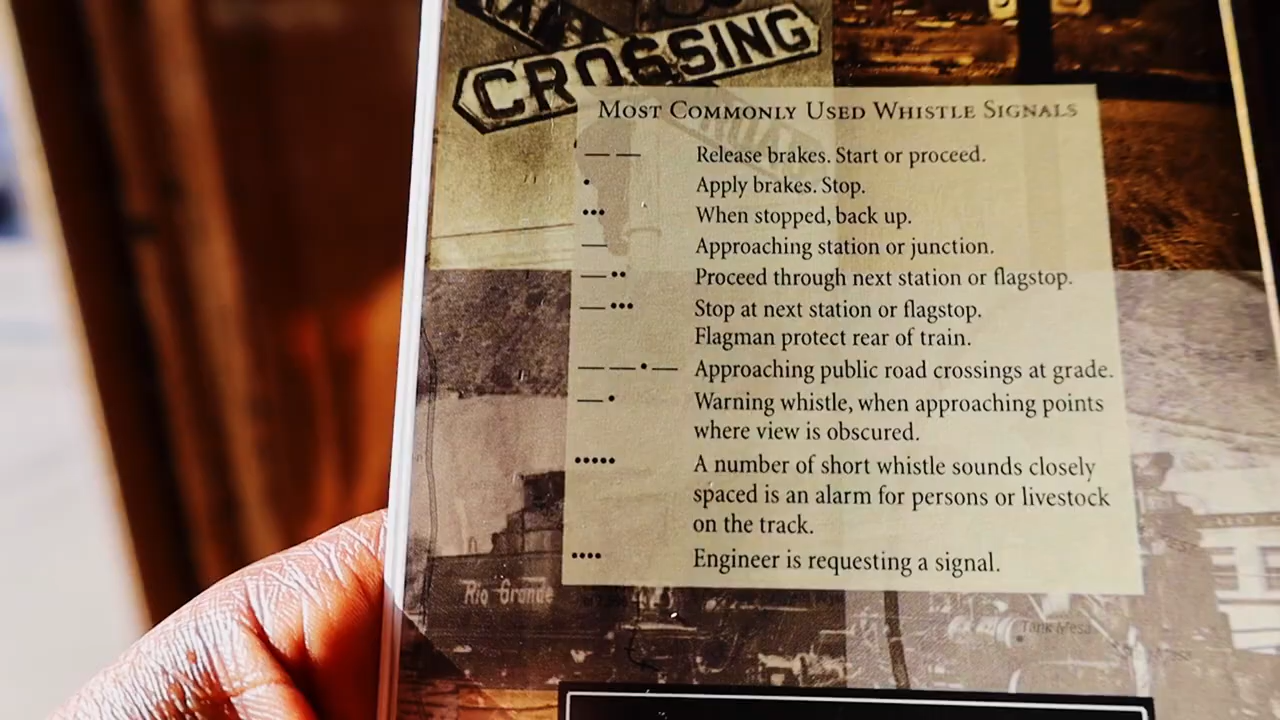 CROSSING
MOST COMMONLY USED WHISTLE SIGNALS
— — Release brakes. Start or proceed.
• Apply brakes. Stop.
••• When stopped, back up.
— Approaching station or junction.
—•• Proceed through next station or flagstop.
—••• Stop at next station or flagstop.
Flagman protect rear of train.
— — • — Approaching public road crossings at grade.
—• Warning whistle, when approaching points
where view is obscured.
••••• A number of short whistle sounds closely
spaced is an alarm for persons or livestock
on the track.
•••• Engineer is requesting a signal.
Rio Grande
Tank Mesa